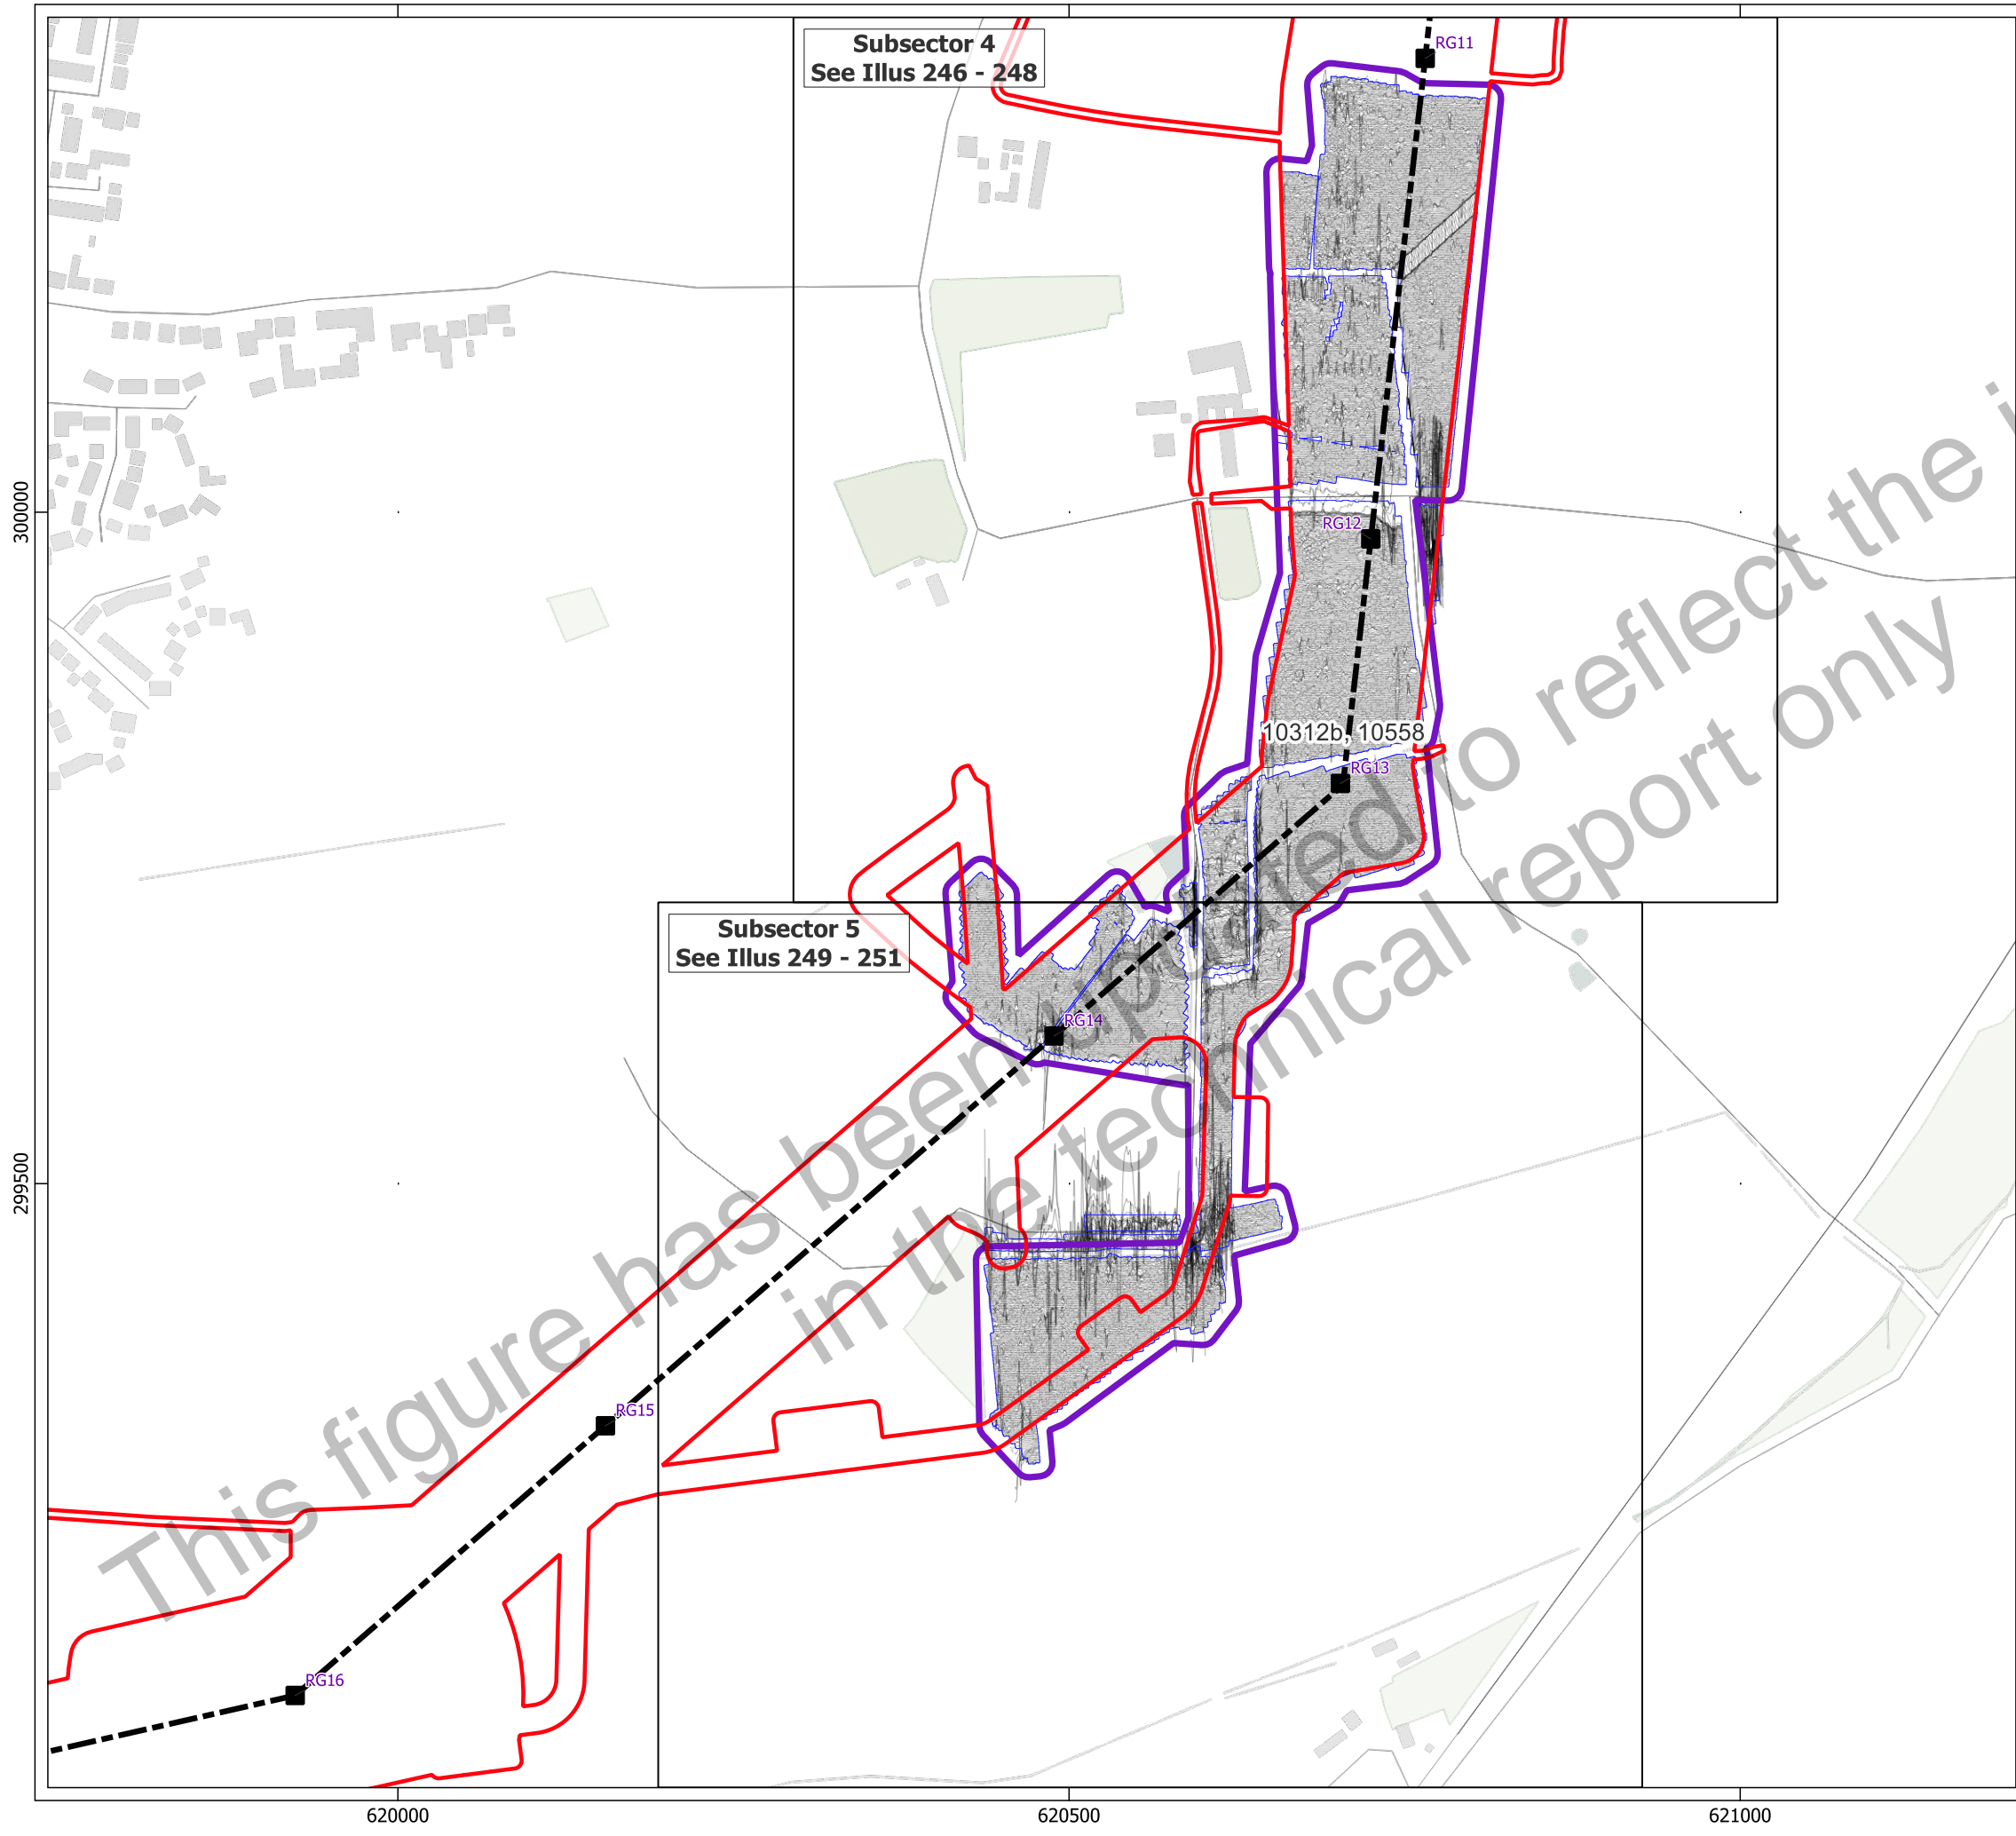 Subsector 4
See Illus 246 - 248
RG11
300000
RG12
10312b, 10558
RG13
Subsector 5
See Illus 249 - 251
RG14
299500
RG15
RG16
This figure has been updated to reflect the
in the technical report only
620000
620500
621000